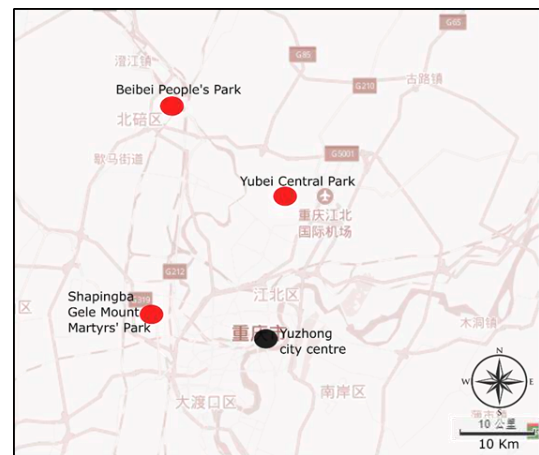 G65
G85
澄江镇
古路镇
G210
Beibei People's Park
北碚区
G5001
歇马街道
Yubei Central Park
重庆江北
国际机场
G212
江北区
Shapingba
Gele Mount
Martyrs' Park
G319
区
木洞镇
重庆市
Yuzhong
city centre
N
W
E
S
大渡口区
南岸区
10 公里
10 Km